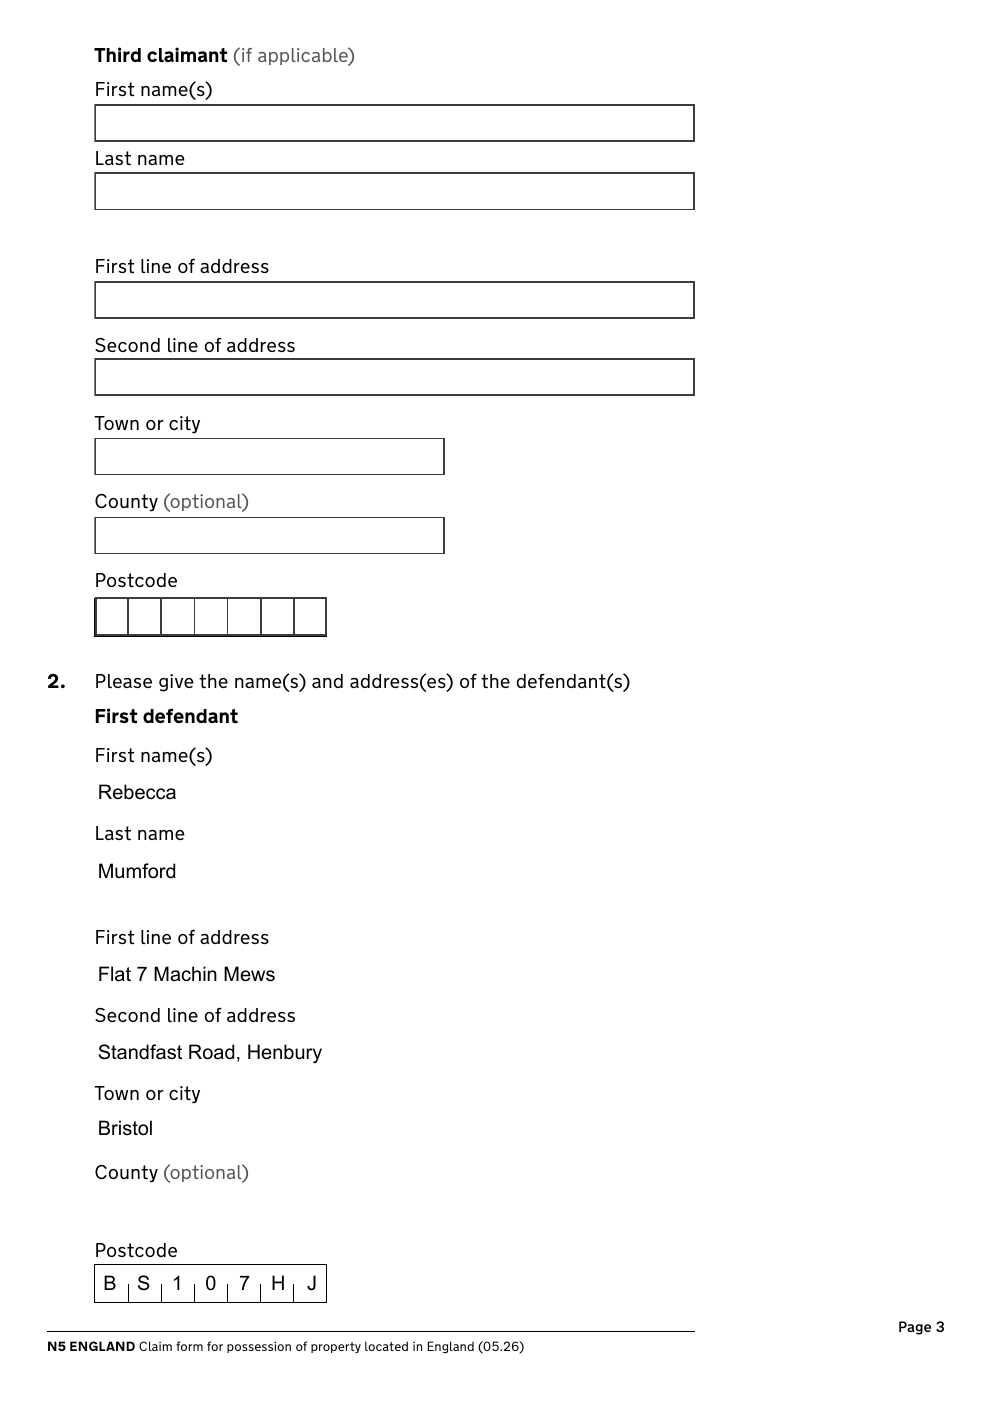 Third claimant (if applicable)
First name(s)
Last name
First line of address
Second line of address
Town or city
County (optional)
Postcode
2. Please give the name(s) and address(es) of the defendant(s)
First defendant
First name(s)
Rebecca
Last name
Mumford
First line of address
Flat 7 Machin Mews
Second line of address
Standfast Road, Henbury
Town or city
Bristol
County (optional)
Postcode
B S 1 0 7 H J
Page 3
N5 ENGLAND Claim form for possession of property located in England (05.26)